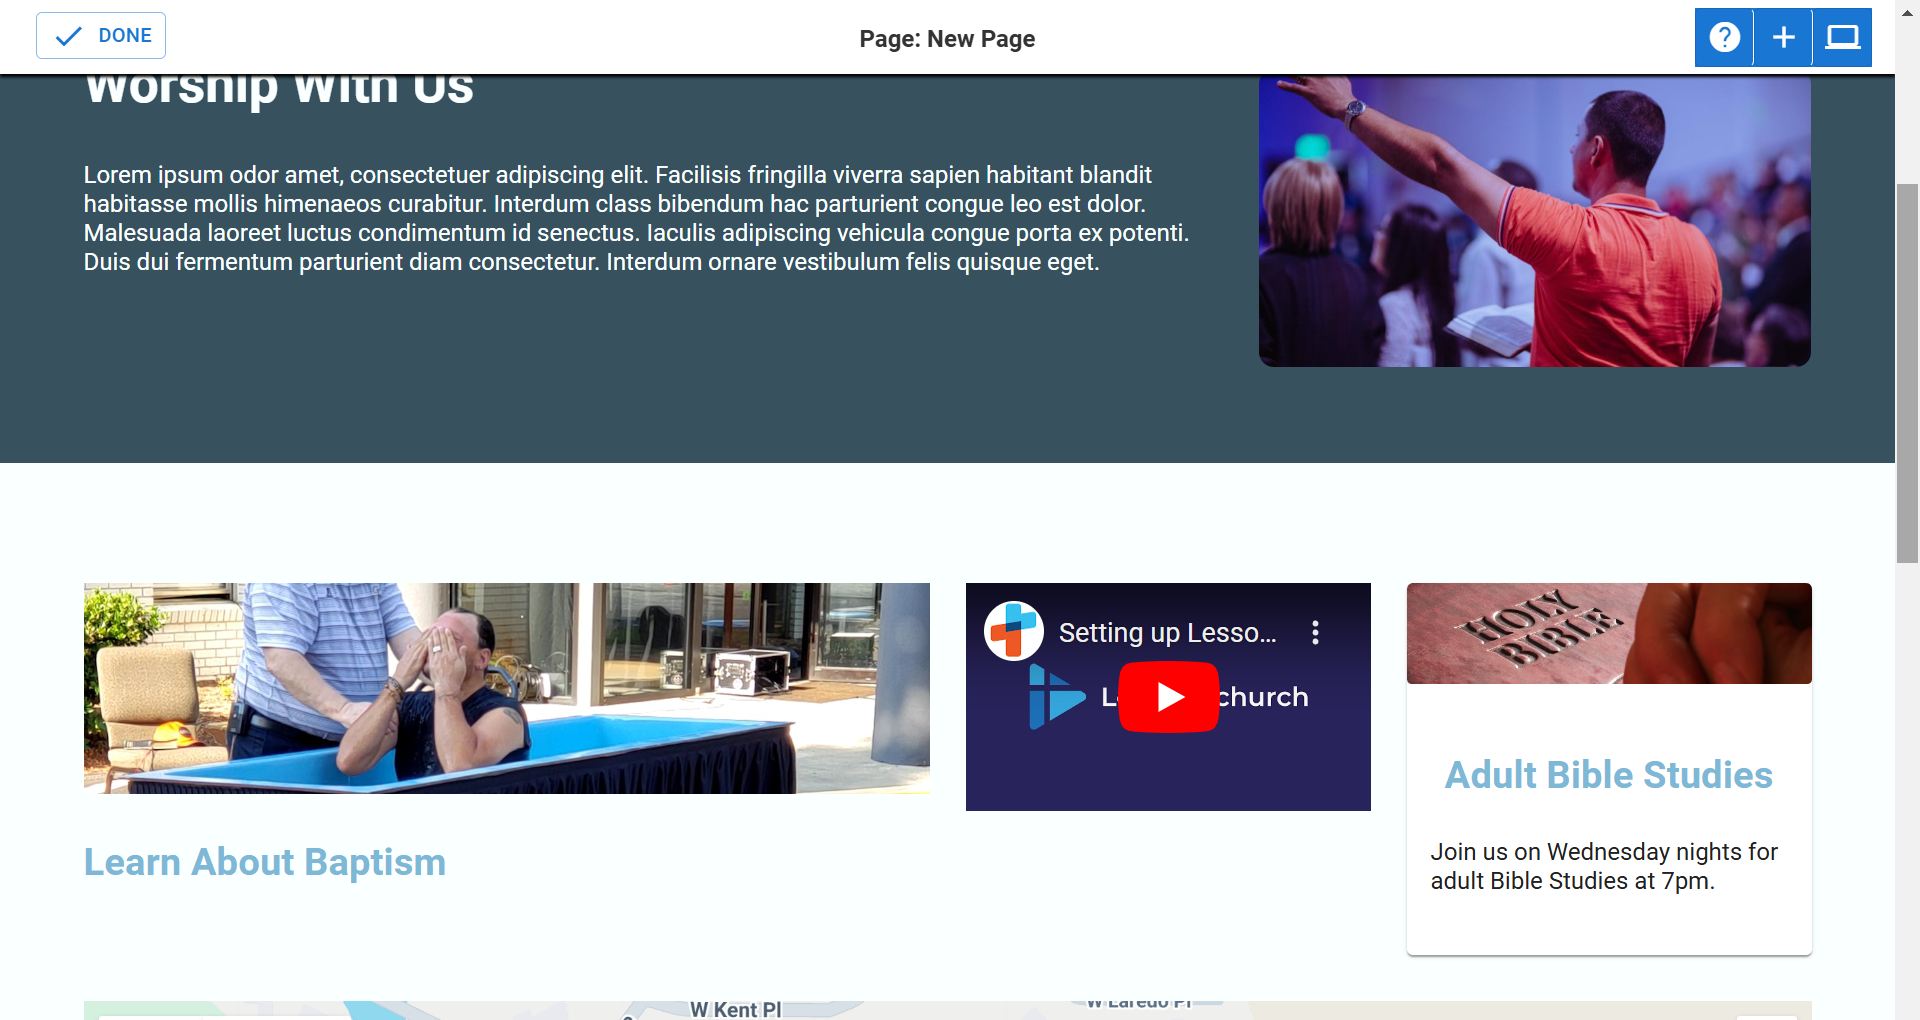 DONE
Page: New Page
?
Worship With Us
Lorem ipsum odor amet, consectetuer adipiscing elit. Facilisis fringilla viverra sapien habitant blandit
habitasse mollis himenaeos curabitur. Interdum class bibendum hac parturient congue leo est dolor.
Malesuada laoreet luctus condimentum id senectus. Iaculis adipiscing vehicula congue porta ex potenti.
Duis dui fermentum parturient diam consectetur. Interdum ornare vestibulum felis quisque eget.
Setting up Lesso...
church
HOLY
BIBLE
Learn About Baptism
Adult Bible Studies
Join us on Wednesday nights for
adult Bible Studies at 7pm.
W Kent Pl
W Laredo Pl